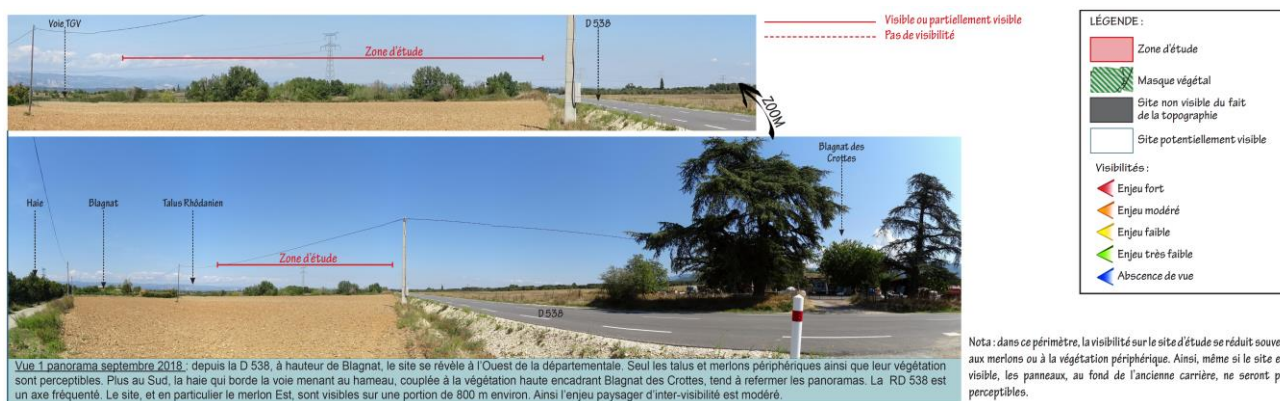 Voie TGV
D 538
Zone d'étude
Visible ou partiellement visible
Pas de visibilité
ZOOM
Blagnat des
Crottes
Haie
Blagnat
Talus Rhôdanien
Zone d'étude
D538
Vue 1 panorama septembre 2018 : depuis la D 538, à hauteur de Blagnat, le site se révèle à l'Ouest de la départementale. Seul les talus et merlons périphériques ainsi que leur végétation
sont perceptibles. Plus au Sud, la haie qui borde la voie menant au hameau, couplée à la végétation haute encadrant Blagnat des Crottes, tend à refermer les panoramas. La RD 538 est
un axe fréquenté. Le site, et en particulier le merlon Est, sont visibles sur une portion de 800 m environ. Ainsi l'enjeu paysager d'inter-visibilité est modéré.
LÉGENDE :
Zone d'étude
Masque végétal
Site non visible du fait
de la topographie
Site potentiellement visible
Visibilités :
Enjeu fort
Enjeu modéré
Enjeu faible
Enjeu très faible
Absence de vue
Nota : dans ce périmètre, la visibilité sur le site d'étude se réduit souve
aux merlons ou à la végétation périphérique. Ainsi, même si le site e
visible, les panneaux, au fond de l'ancienne carrière, ne seront p
perceptibles.